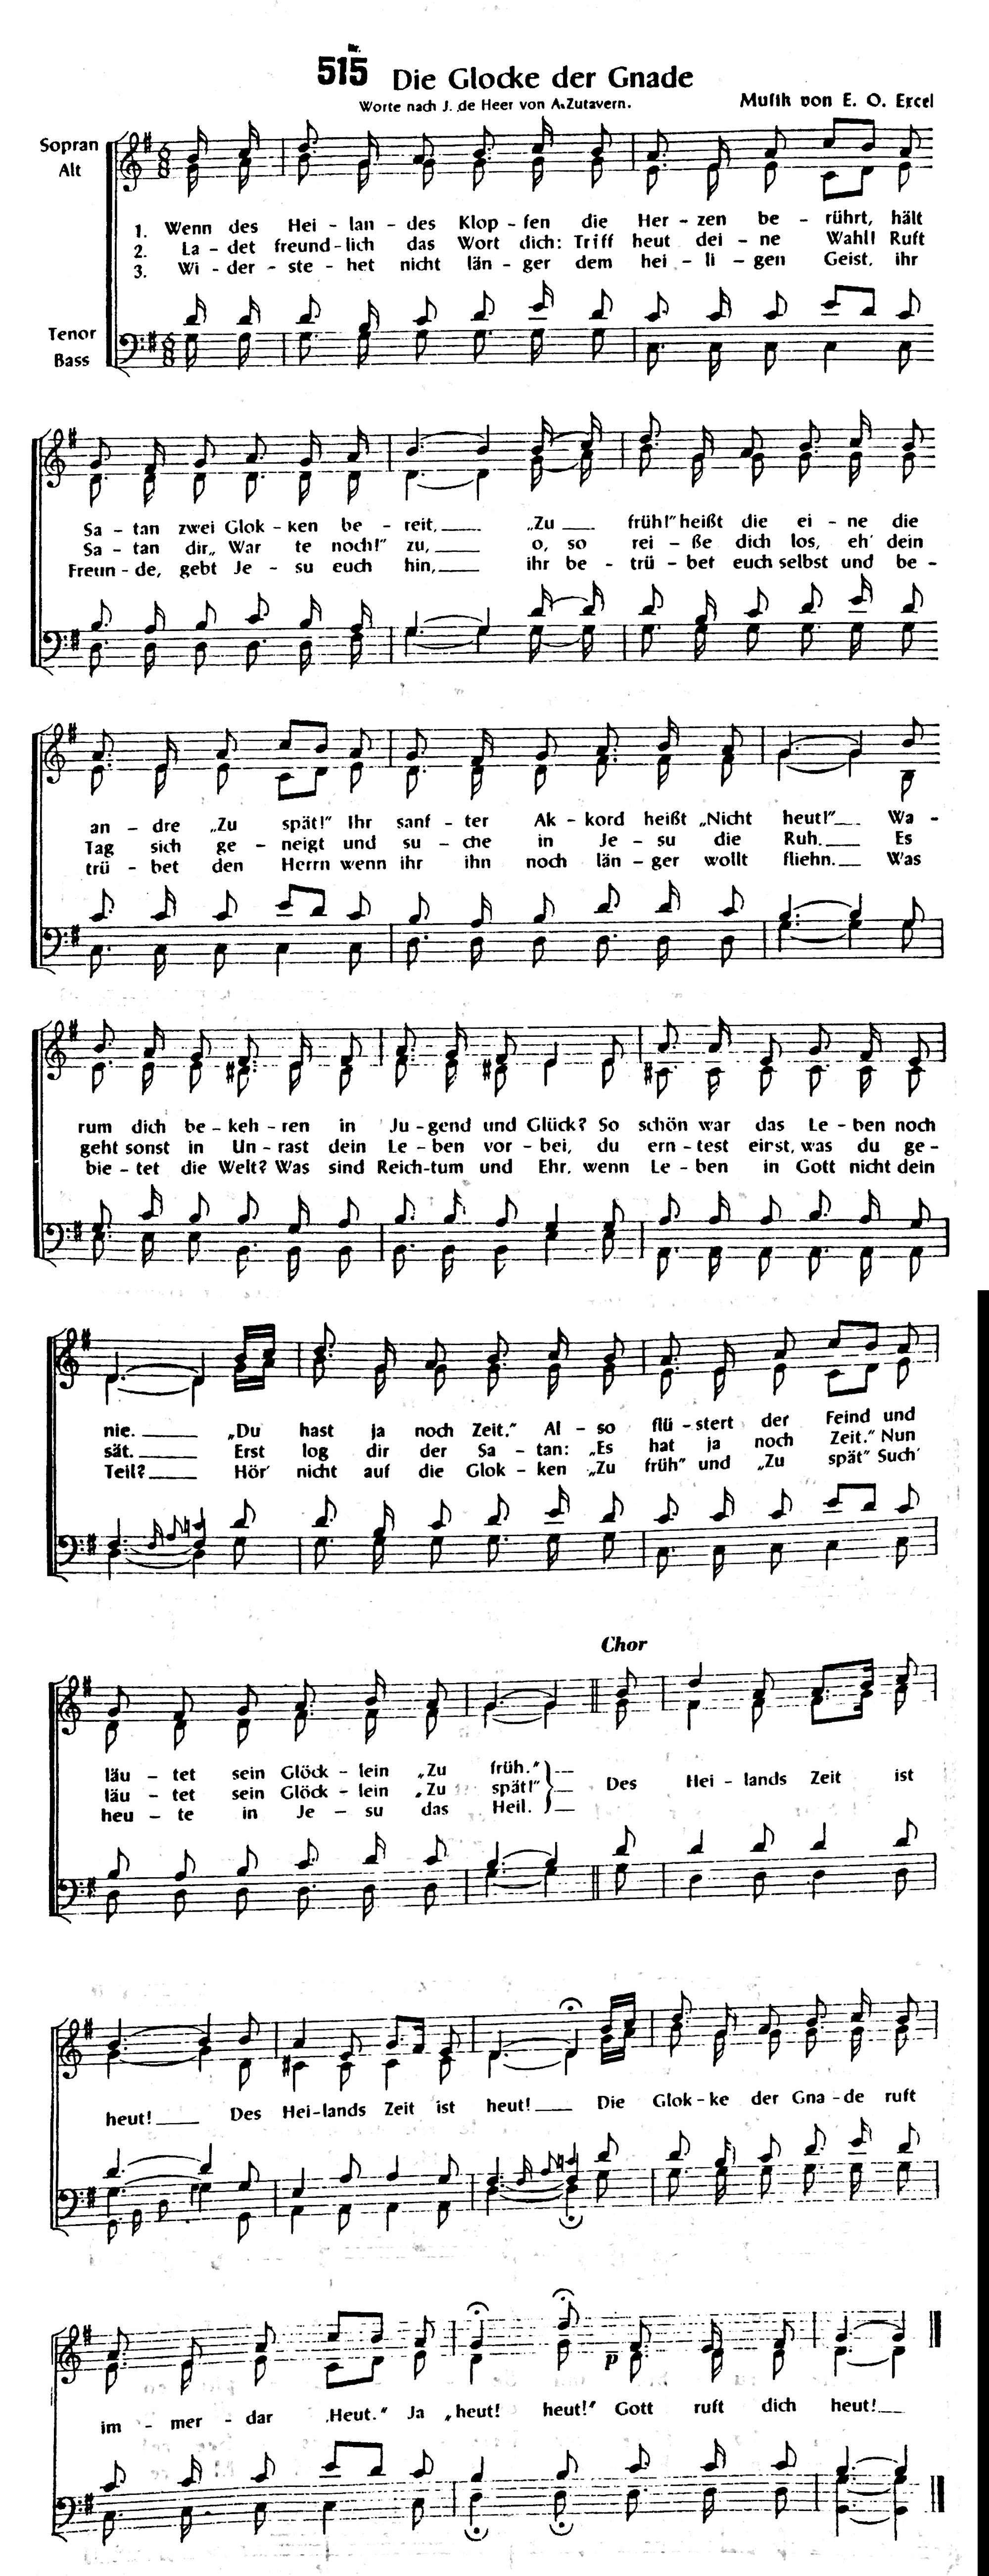 Nr.
515 Die Glocke der Gnade
Worte nach J. de Heer von A. Zutavern.
Musik von E. O. Excel
Sopran
Alt
1. Wenn des Hei - lan - des Klop - fen die Her - zen be - rührt, hält
2. La - det freund - lich das Wort dich: Triff heut dei - ne Wahl! Ruft
3. Wi - der - ste - het nicht län - ger dem hei - li - gen Geist, ihr
Tenor
Bass
Sa - tan zwei Glok - ken be - reit, „Zu früh!" heißt die ei - ne die
Sa - tan dir„ War te noch!" zu, o, so rei - ße dich los, eh' dein
Freun - de, gebt Je - su euch hin, ihr be - trü - bet euch selbst und be -
an - dre „Zu spät!" Ihr sanf - ter Ak - kord heißt „Nicht heut!" Wa -
Tag sich ge - neigt und su - che in Je - su die Ruh. Es
trü - bet den Herrn wenn ihr ihn noch län - ger wollt fliehn. Was
rum dich be - keh - ren in Ju - gend und Glück? So schön war das Le - ben noch
geht sonst in Un - rast dein Le - ben vor - bei, du ern - test einst, was du ge -
bie - tet die Welt? Was sind Reich - tum und Ehr, wenn Le - ben in Gott nicht dein
nie. „Du hast ja noch Zeit." Al - so flü - stert der Feind und
sät. Erst log dir der Sa - tan: „Es hat ja noch Zeit." Nun
Teil? Hör' nicht auf die Glok - ken „Zu früh" und „Zu spät" Such'
Chor
läu - tet sein Glöck - lein „Zu früh."
läu - tet sein Glöck - lein „Zu spät!" Des Hei - lands Zeit ist
heu - te in Je - su das Heil.
heut! Des Hei - lands Zeit ist heut! Die Glok - ke der Gna - de ruft
p
im - mer - dar „Heut." Ja „heut! heut!" Gott ruft dich heut!